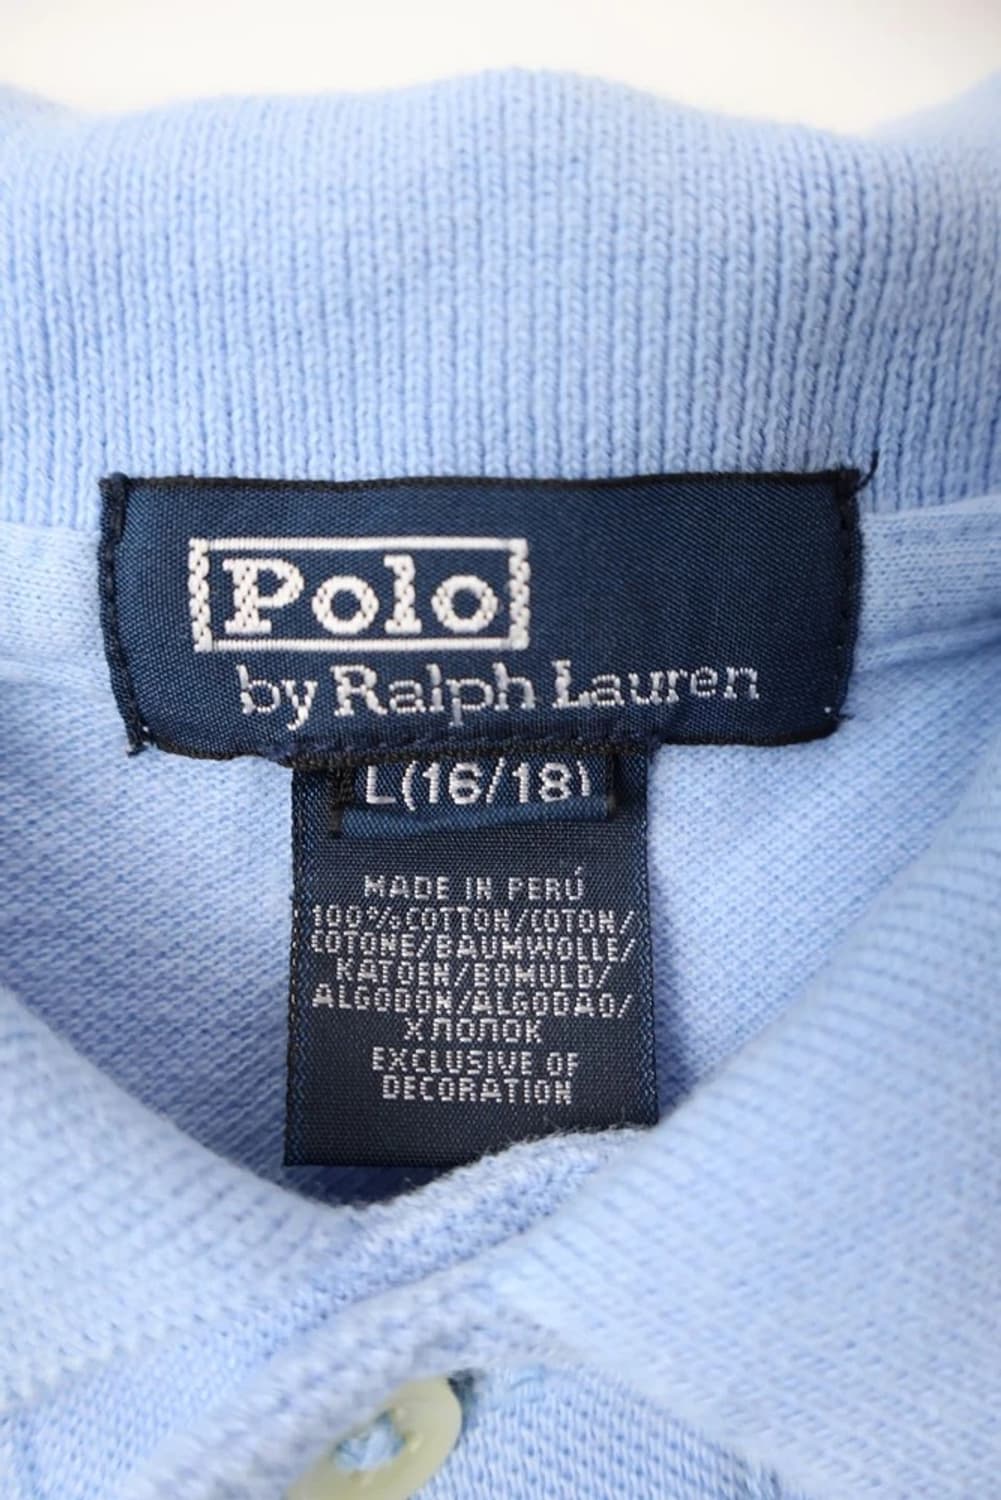 Polo
by Ralph Lauren
L(16/18)
MADE IN PERÚ
100%COTTON/COTON/
COTONE/BAUMWOLLE/
KATOEN/BOMULD/
ALGODON/ALGODAO/
ХЛОПОК
EXCLUSIVE OF
DECORATION